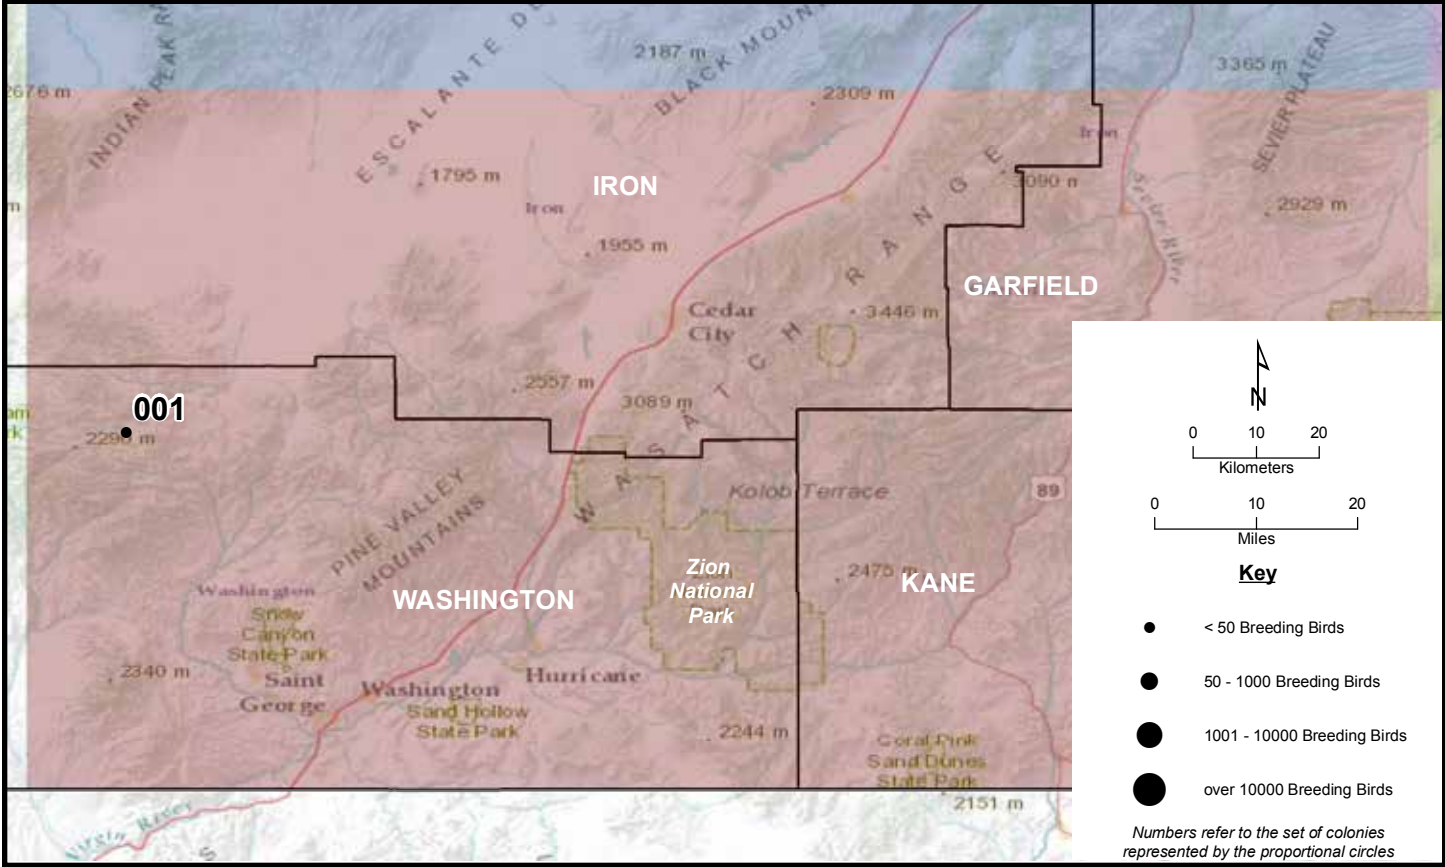 ESCALANTE DE
BLACK MOUNT
2187 m
3365 m
2676 m
INDIAN PEAK R
2309 m
SEVIER PLATEAU
Iron
1795 m
IRON
RANGE
m
Iron
2929 m
Sevier River
1955 m
GARFIELD
Cedar
City
3446 m
2557 m
3089 m
WASATCH
001
N
0 10 20
Kilometers
Kolob Terrace
89
0 10 20
Miles
PINE VALLEY
MOUNTAINS
Key
Zion
National
Park
2475 m
KANE
Washington
WASHINGTON
Snow
Canyon
State Park
< 50 Breeding Birds
2340 m
Saint
George
Washington
Hurricane
50 - 1000 Breeding Birds
Sand Hollow
State Park
2244 m
1001 - 10000 Breeding Birds
Coral Pink
Sand Dunes
State Park
over 10000 Breeding Birds
2151 m
Virgin River
Numbers refer to the set of colonies
represented by the proportional circles